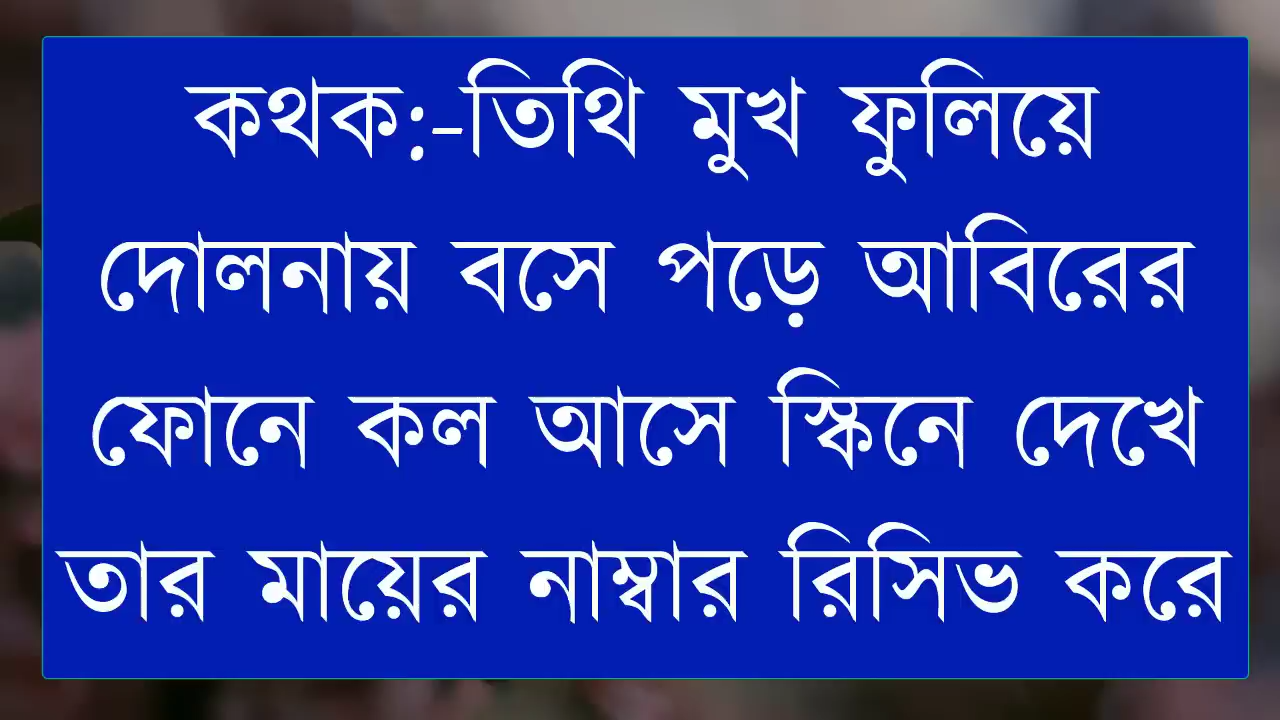 কথক:-তিথি মুখ ফুলিয়ে
দোলনায় বসে পড়ে আবিরের
ফোনে কল আসে স্কিনে দেখে
তার মায়ের নাম্বার রিসিভ করে